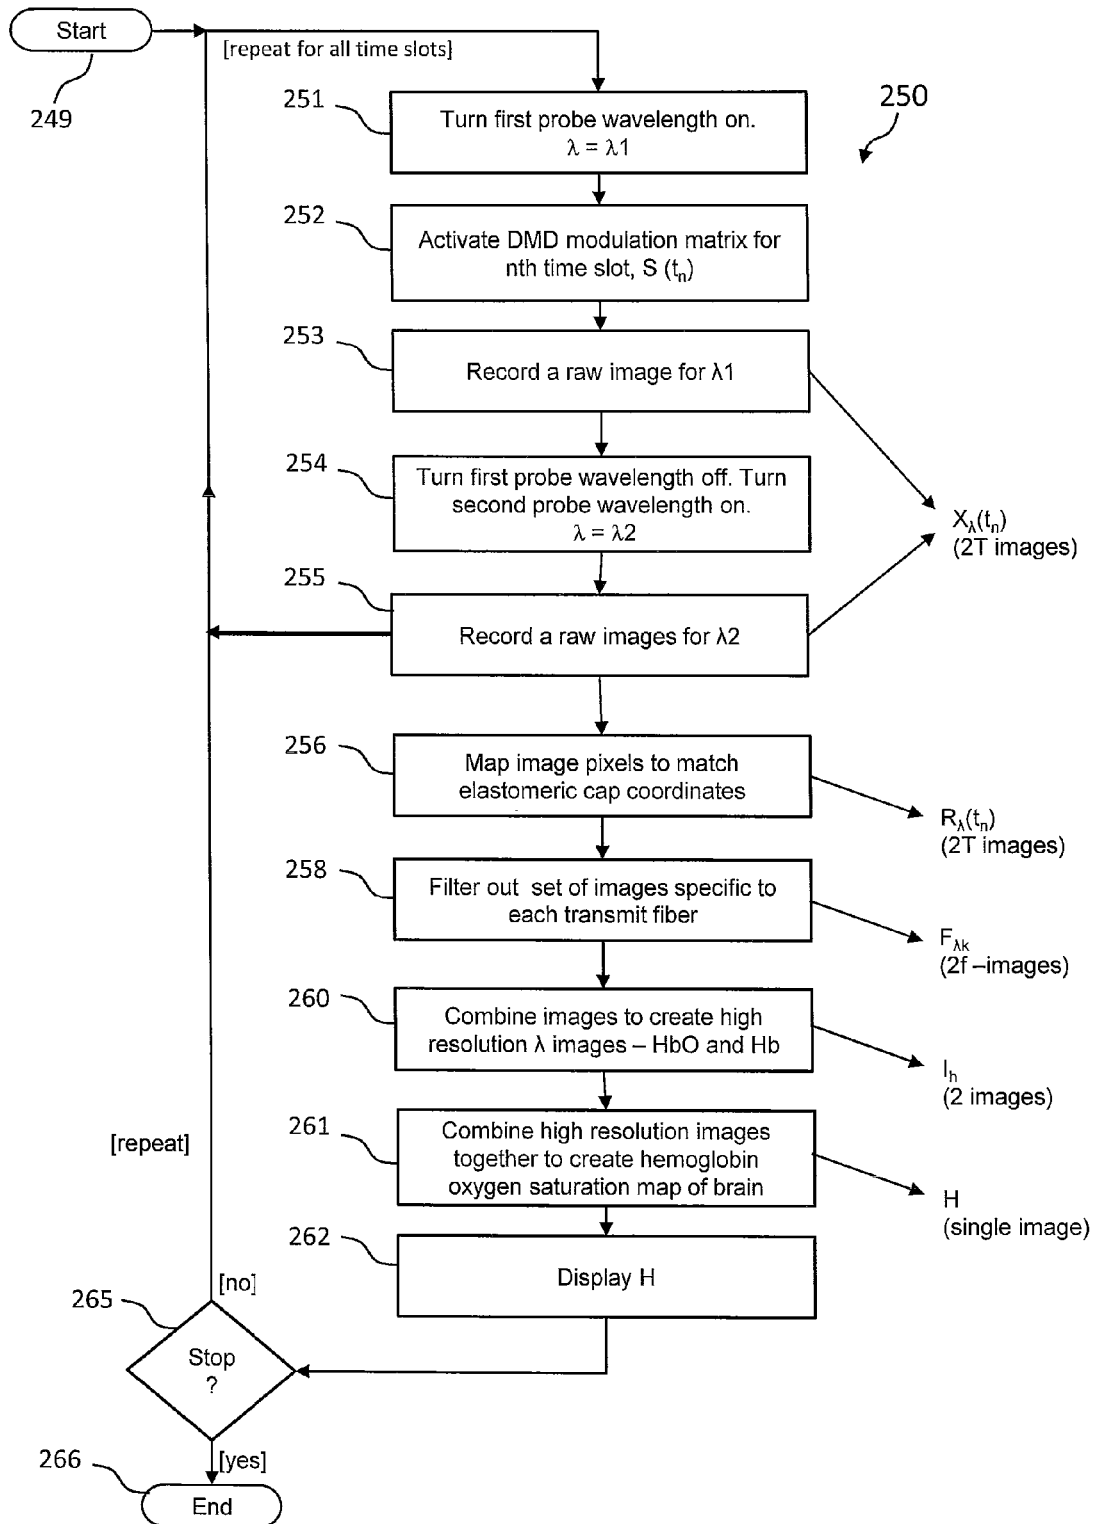 Start
[repeat for all time slots]
249
250
251
Turn first probe wavelength on.
λ = λ1
252
Activate DMD modulation matrix for
nth time slot, S (tₙ)
253
Record a raw image for λ1
254
Turn first probe wavelength off. Turn
second probe wavelength on.
λ = λ2
X_λ(tₙ)
(2T images)
255
Record a raw images for λ2
256
Map image pixels to match
elastomeric cap coordinates
R_λ(tₙ)
(2T images)
258
Filter out set of images specific to
each transmit fiber
F_λk
(2f –images)
260
Combine images to create high
resolution λ images – HbO and Hb
I_h
(2 images)
[repeat]
261
Combine high resolution images
together to create hemoglobin
oxygen saturation map of brain
H
(single image)
262
Display H
[no]
265
Stop
?
[yes]
266
End